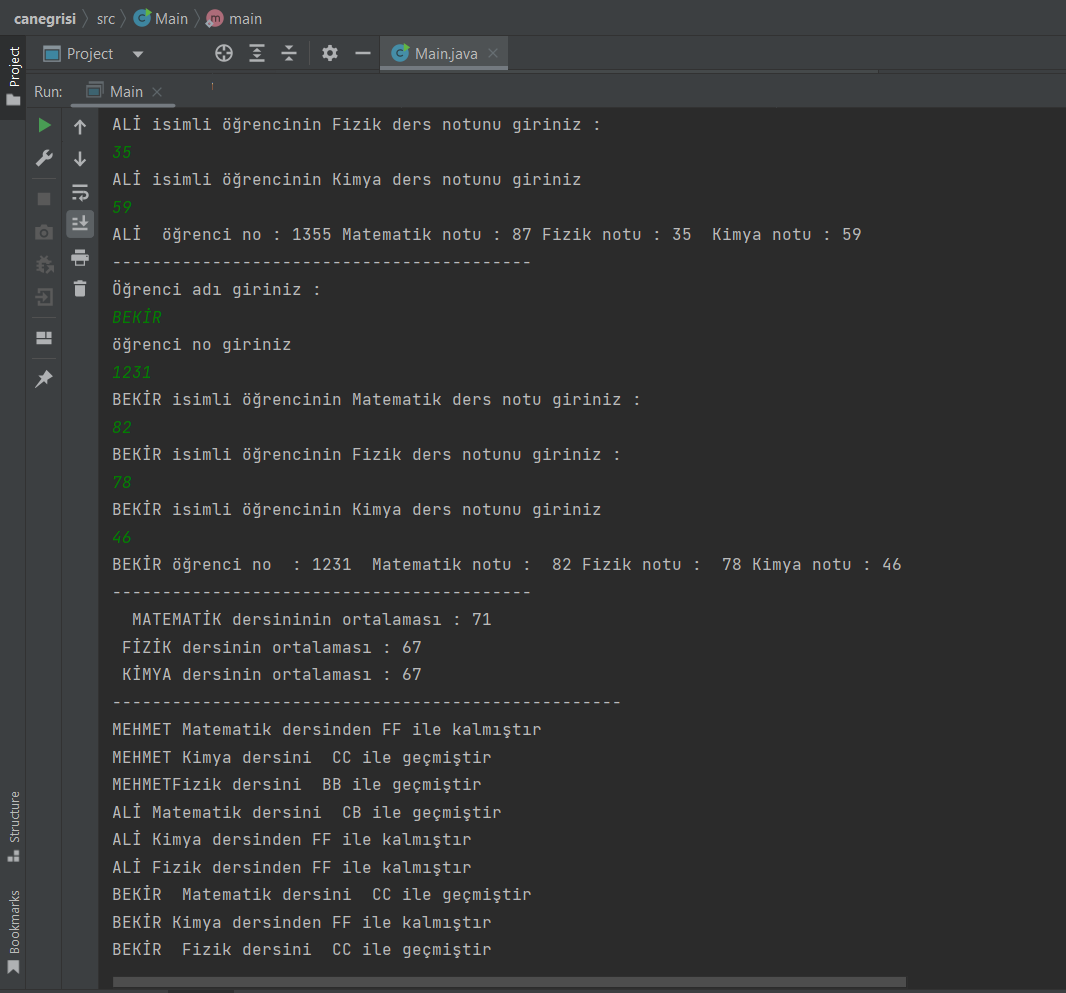 canegrisi src Main main
Project Main.java
Run: Main
Project
ALİ isimli öğrencinin Fizik ders notunu giriniz :
35
ALİ isimli öğrencinin Kimya ders notunu giriniz
59
ALİ  öğrenci no : 1355 Matematik notu : 87 Fizik notu : 35  Kimya notu : 59
------------------------------------------
Öğrenci adı giriniz :
BEKİR
öğrenci no giriniz
1231
BEKİR isimli öğrencinin Matematik ders notu giriniz :
82
BEKİR isimli öğrencinin Fizik ders notunu giriniz :
78
BEKİR isimli öğrencinin Kimya ders notunu giriniz
46
BEKİR öğrenci no  : 1231  Matematik notu :  82 Fizik notu :  78 Kimya notu : 46
------------------------------------------
MATEMATİK dersininin ortalaması : 71
FİZİK dersinin ortalaması : 67
KİMYA dersinin ortalaması : 67
---------------------------------------------------
MEHMET Matematik dersinden FF ile kalmıştır
MEHMET Kimya dersini  CC ile geçmiştir
MEHMETFizik dersini  BB ile geçmiştir
ALİ Matematik dersini  CB ile geçmiştir
ALİ Kimya dersinden FF ile kalmıştır
ALİ Fizik dersinden FF ile kalmıştır
BEKİR  Matematik dersini  CC ile geçmiştir
BEKİR Kimya dersinden FF ile kalmıştır
BEKİR  Fizik dersini  CC ile geçmiştir
Structure
Bookmarks